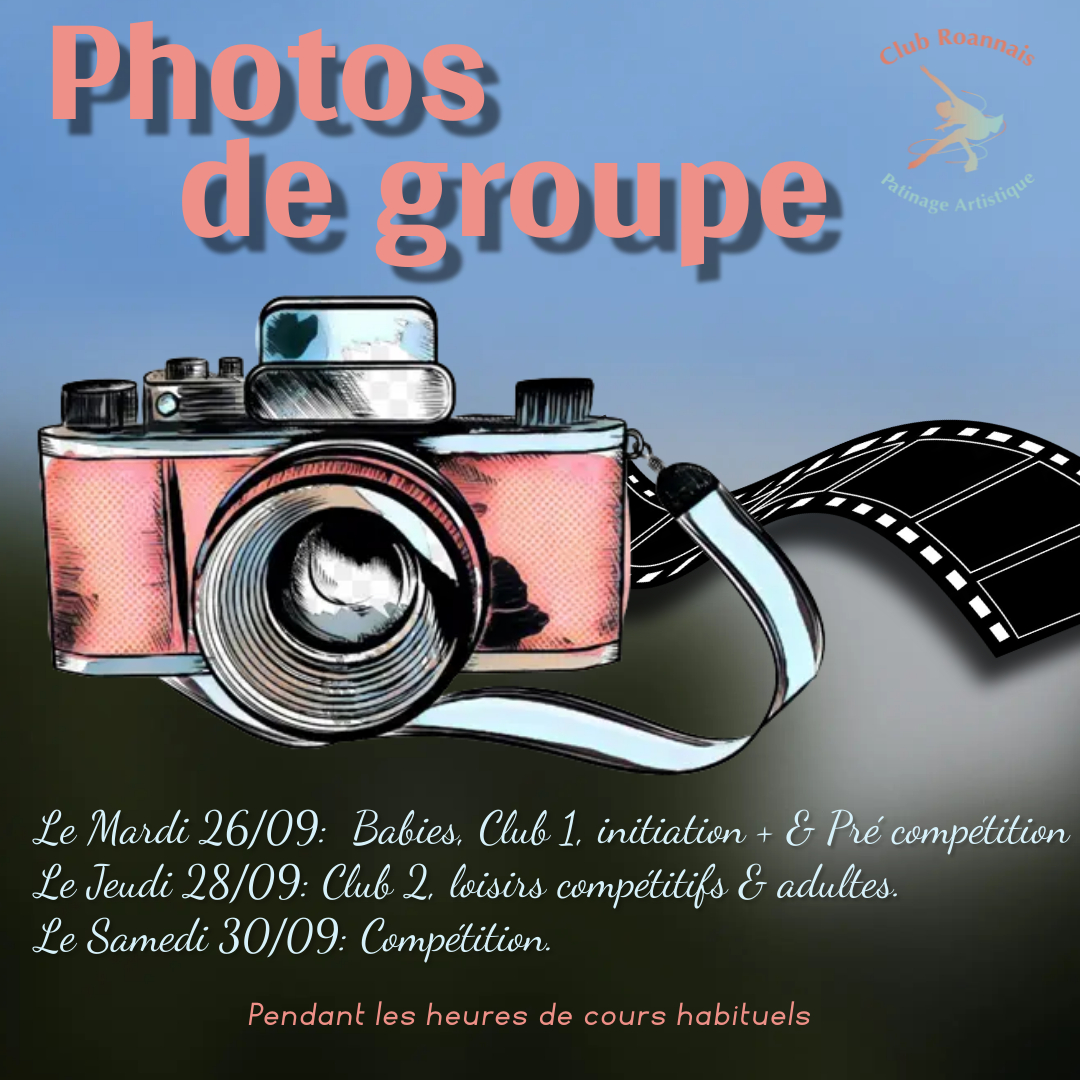 Photos
de groupe
Club Roannais
Patinage Artistique
Le Mardi 26/09: Babies, Club 1, initiation + & Pré compétition
Le Jeudi 28/09: Club 2, loisirs compétitifs & adultes.
Le Samedi 30/09: Compétition.
Pendant les heures de cours habituels